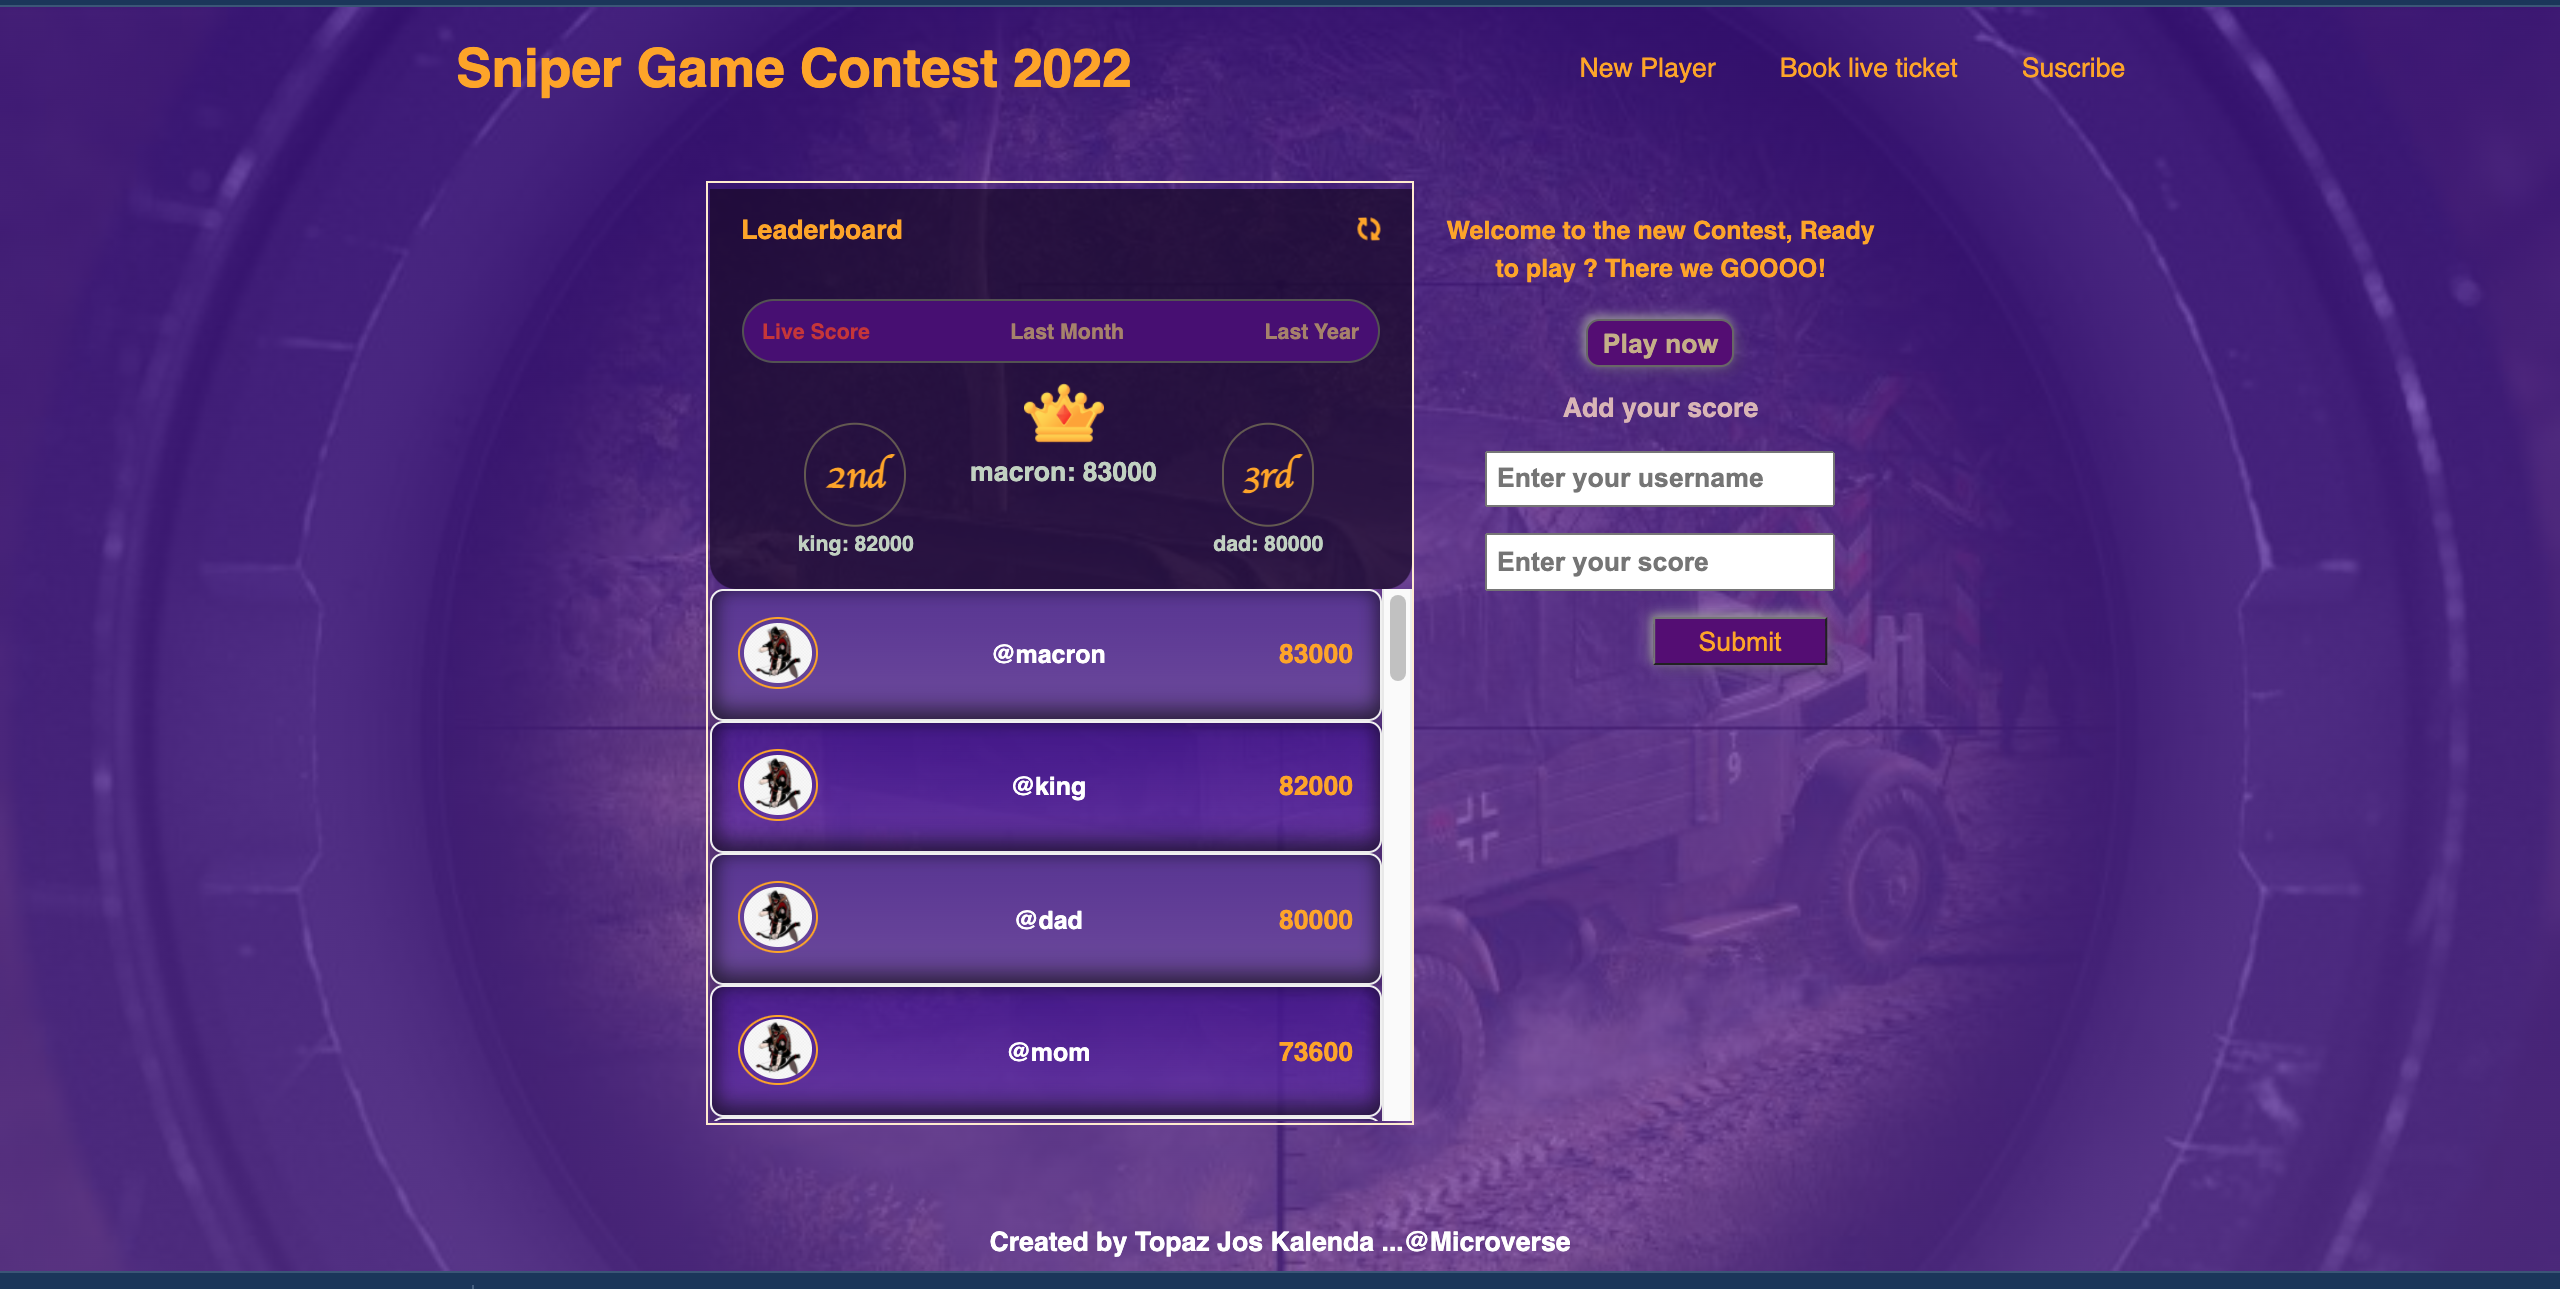 Sniper Game Contest 2022
New Player
Book live ticket
Suscribe
Leaderboard
Live Score
Last Month
Last Year
2nd
macron: 83000
3rd
king: 82000
dad: 80000
@macron 83000
@king 82000
@dad 80000
@mom 73600
Welcome to the new Contest, Ready
to play ? There we GOOOO!
Play now
Add your score
Enter your username
Enter your score
Submit
T
9
Created by Topaz Jos Kalenda ...@Microverse